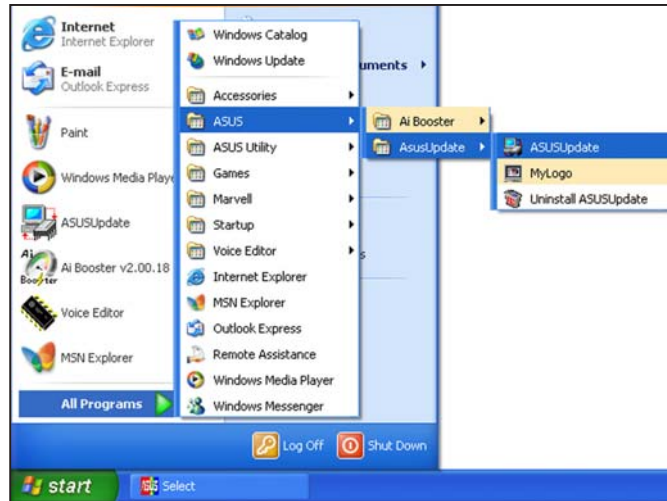 Internet
Internet Explorer
E-mail
Outlook Express
Paint
Windows Media Playe
ASUSUpdate
Ai Booster v2.00.18
Voice Editor
MSN Explorer
All Programs
Windows Catalog
Windows Update
Accessories
ASUS
ASUS Utility
Games
Marvell
Startup
Voice Editor
Internet Explorer
MSN Explorer
Outlook Express
Remote Assistance
Windows Media Player
Windows Messenger
uments
s
Ai Booster
AsusUpdate
ASUSUpdate
MyLogo
Uninstall ASUSUpdate
Log Off
Shut Down
start
Select